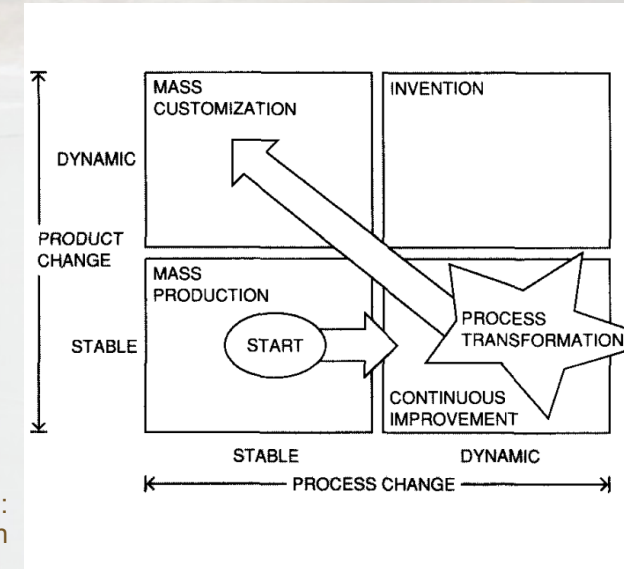 MASS
CUSTOMIZATION
INVENTION
DYNAMIC
PRODUCT
CHANGE
MASS
PRODUCTION
STABLE
START
PROCESS
TRANSFORMATION
CONTINUOUS
IMPROVEMENT
STABLE
DYNAMIC
PROCESS CHANGE
:
n